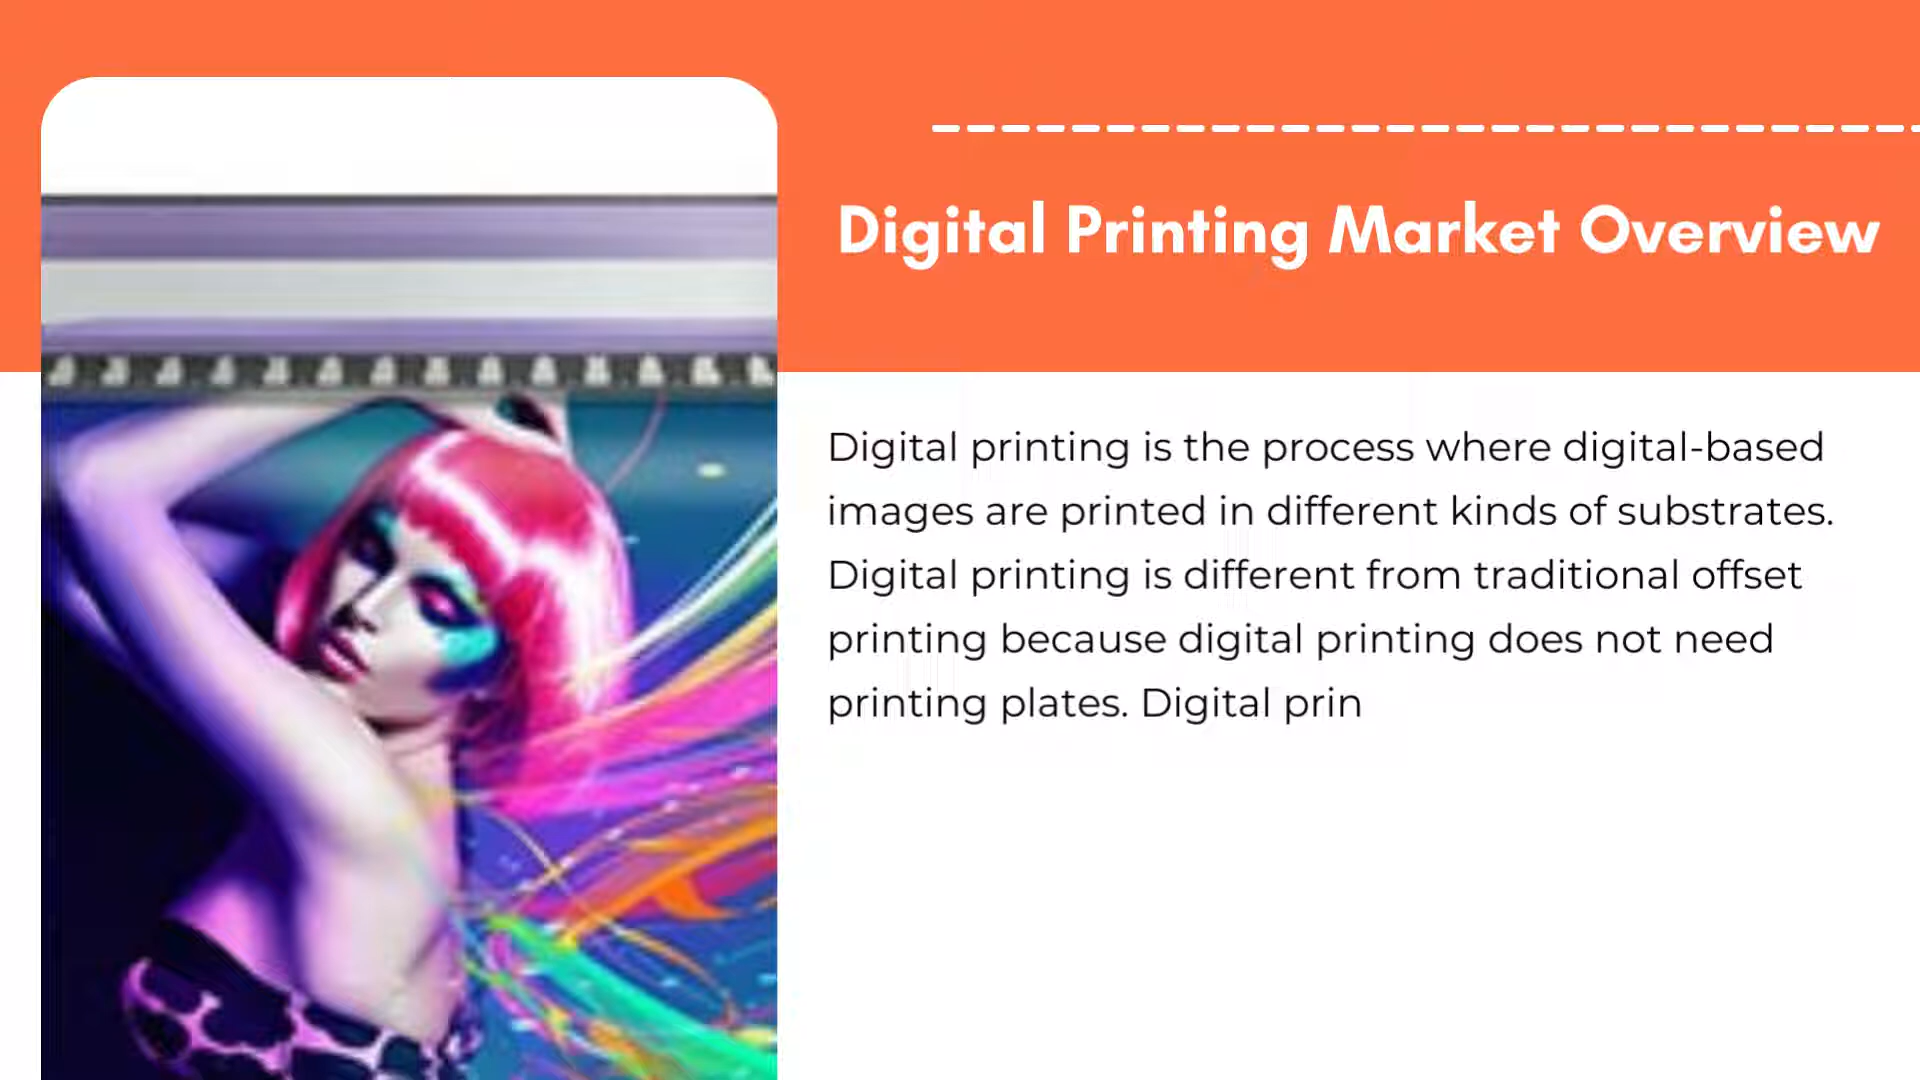 Digital Printing Market Overview
Digital printing is the process where digital-based
images are printed in different kinds of substrates.
Digital printing is different from traditional offset
printing because digital printing does not need
printing plates. Digital prin